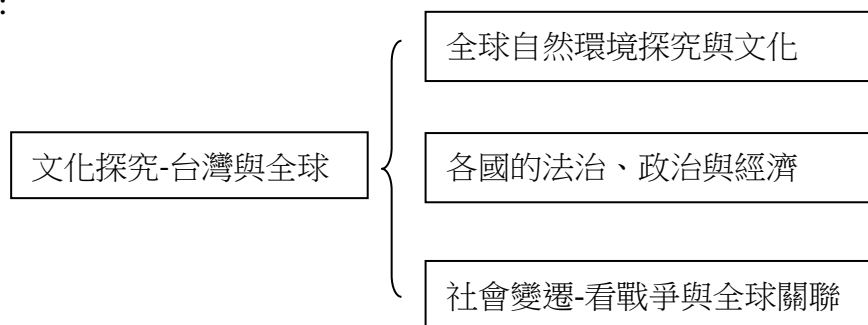 :
全球自然環境探究與文化
文化探究-台灣與全球
各國的法治、政治與經濟
社會變遷-看戰爭與全球關聯